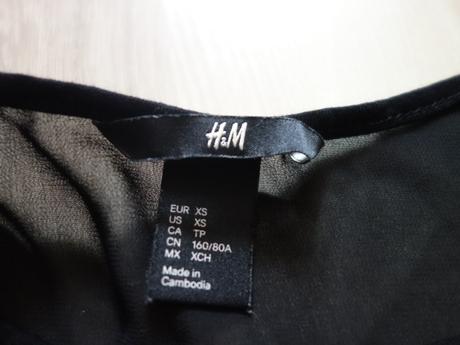 H&M
EUR XS
US XS
CA TP
CN 160/80A
MX XCH
Made in
Cambodia